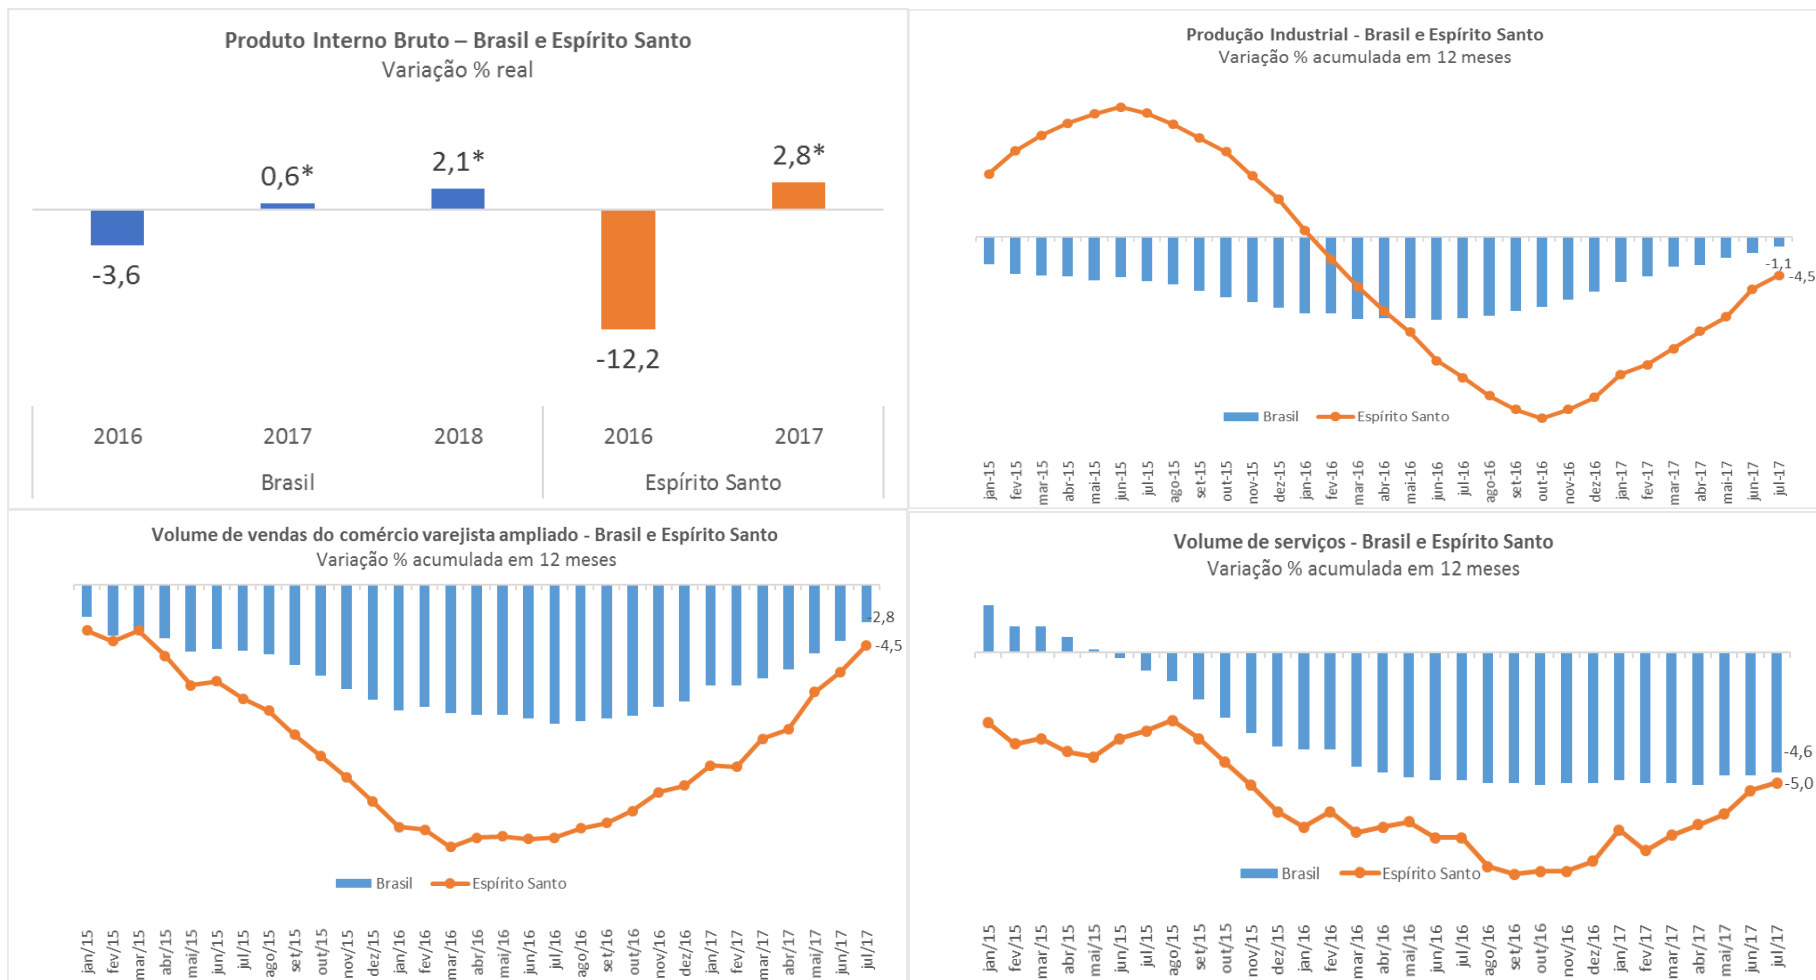 Produto Interno Bruto – Brasil e Espírito Santo
Variação % real
0,6*
2,1*
2,8*
-3,6
-12,2
2016
2017
2018
2016
2017
Brasil
Espírito Santo
Produção Industrial - Brasil e Espírito Santo
Variação % acumulada em 12 meses
-1,1
-4,5
Brasil
Espírito Santo
jan-15
fev-15
mar-15
abr-15
mai-15
jun-15
jul-15
ago-15
set-15
out-15
nov-15
dez-15
jan-16
fev-16
mar-16
abr-16
mai-16
jun-16
jul-16
ago-16
set-16
out-16
nov-16
dez-16
jan-17
fev-17
mar-17
abr-17
mai-17
jun-17
jul-17
Volume de vendas do comércio varejista ampliado - Brasil e Espírito Santo
Variação % acumulada em 12 meses
-2,8
-4,5
Brasil
Espírito Santo
jan/15
fev/15
mar/15
abr/15
mai/15
jun/15
jul/15
ago/15
set/15
out/15
nov/15
dez/15
jan/16
fev/16
mar/16
abr/16
mai/16
jun/16
jul/16
ago/16
set/16
out/16
nov/16
dez/16
jan/17
fev/17
mar/17
abr/17
mai/17
jun/17
jul/17
Volume de serviços - Brasil e Espírito Santo
Variação % acumulada em 12 meses
-4,6
-5,0
Brasil
Espírito Santo
jan/15
fev/15
mar/15
abr/15
mai/15
jun/15
jul/15
ago/15
set/15
out/15
nov/15
dez/15
jan/16
fev/16
mar/16
abr/16
mai/16
jun/16
jul/16
ago/16
set/16
out/16
nov/16
dez/16
jan/17
fev/17
mar/17
abr/17
mai/17
jun/17
jul/17